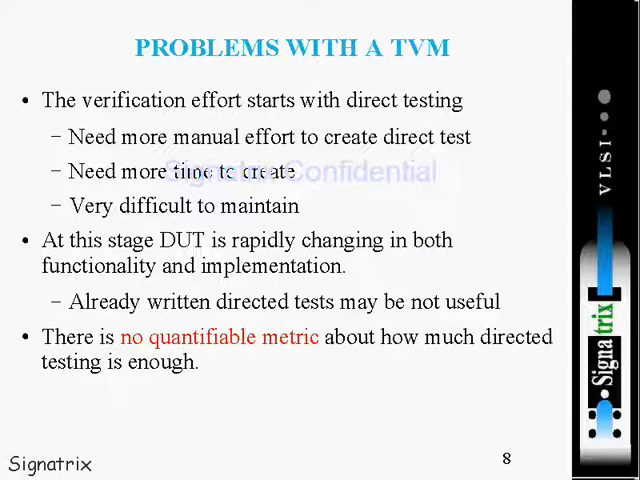 PROBLEMS WITH A TVM
• The verification effort starts with direct testing
– Need more manual effort to create direct test
– Need more time to create
Signatrix Confidential
– Very difficult to maintain
• At this stage DUT is rapidly changing in both
functionality and implementation.
– Already written directed tests may be not useful
• There is no quantifiable metric about how much directed
testing is enough.
Signatrix
8
VLSI
Signatrix